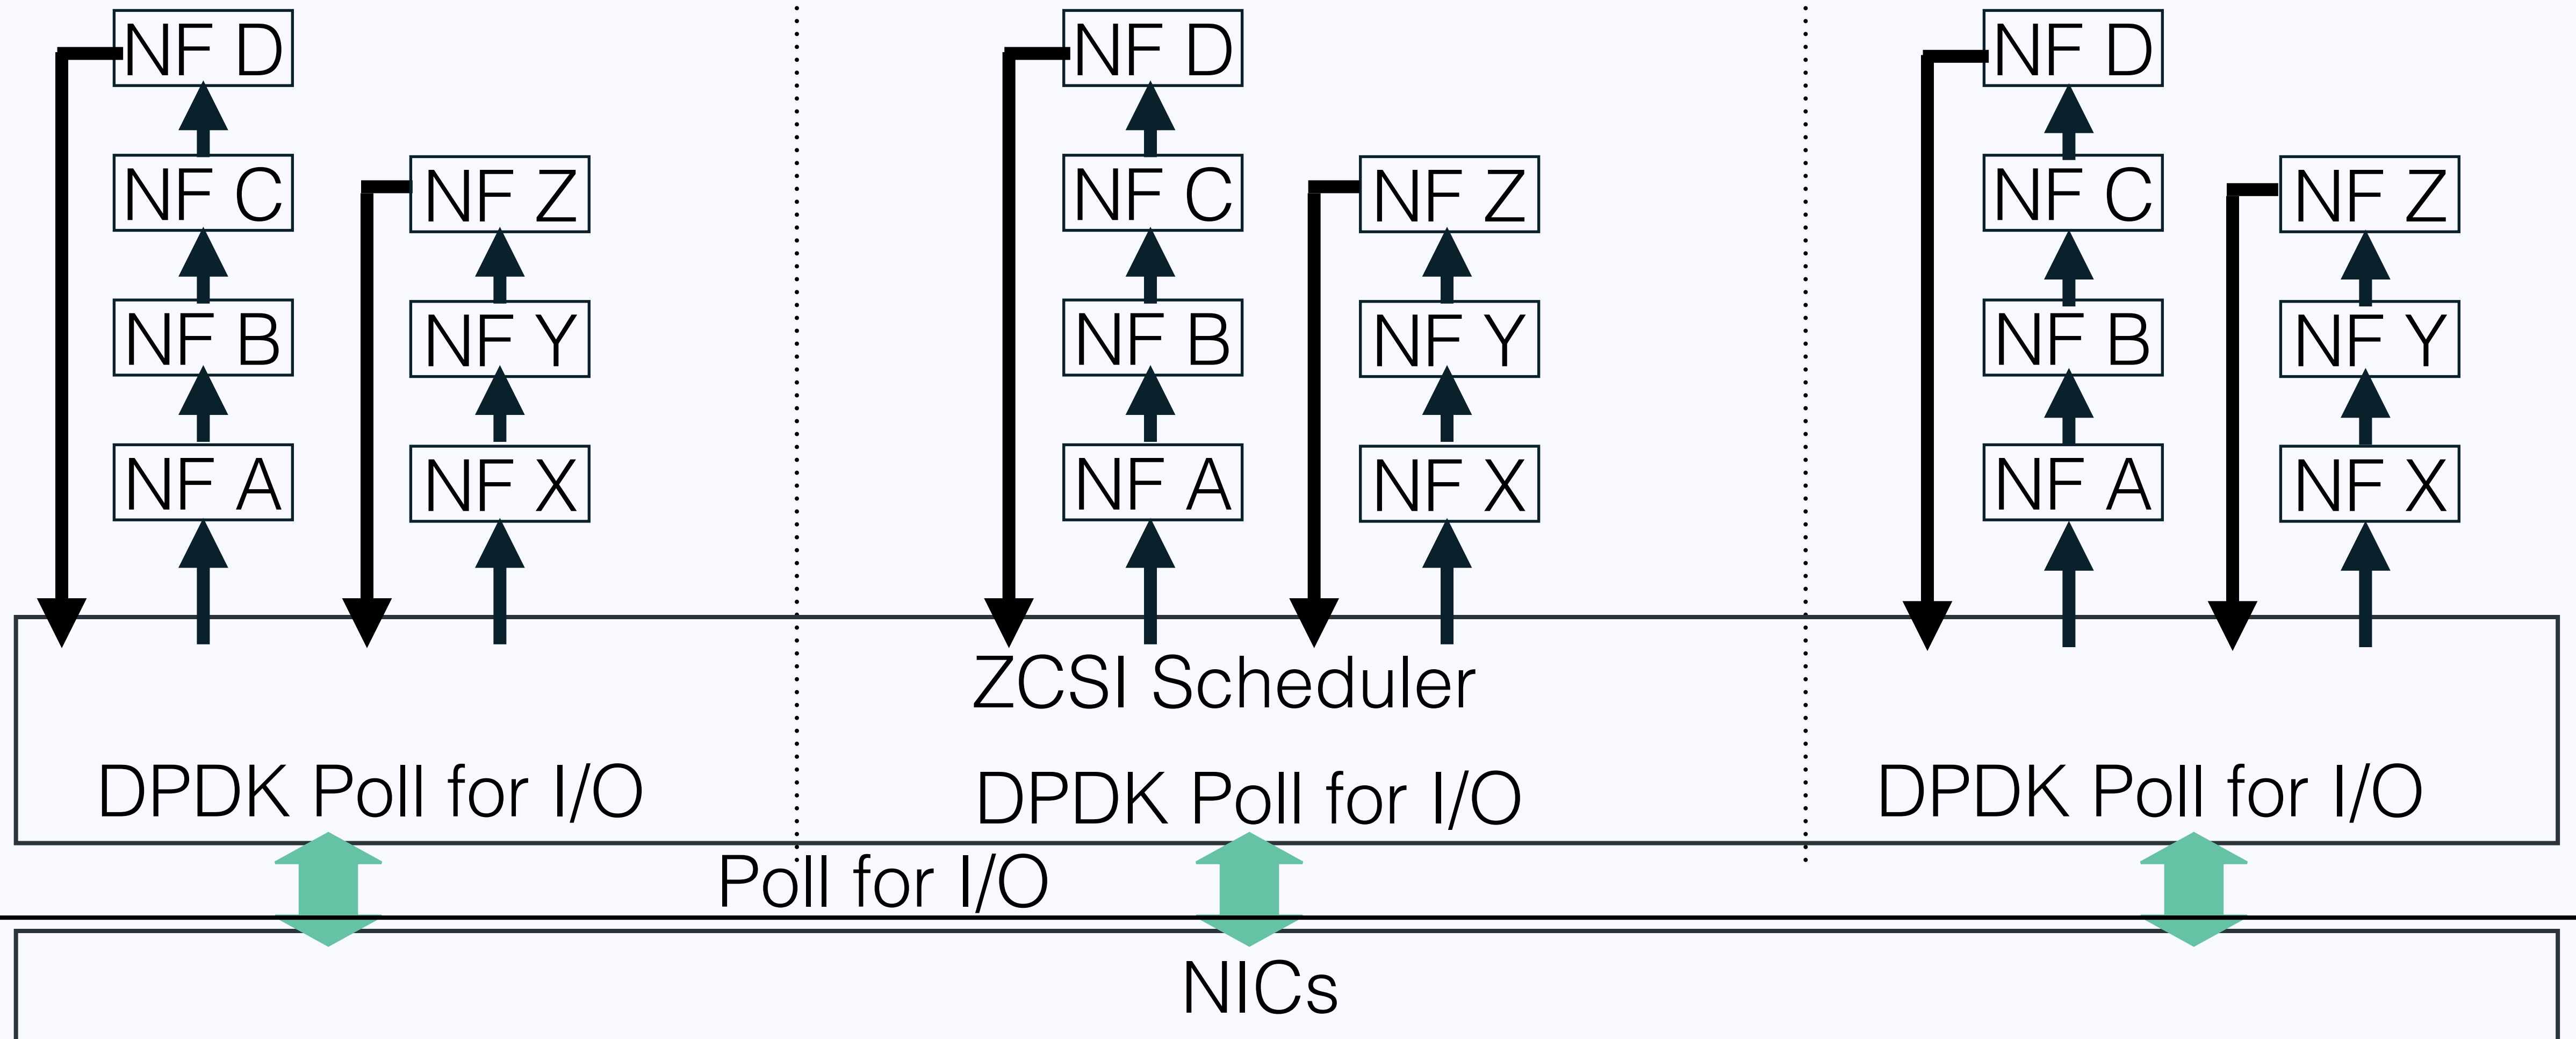 NF D
NF D
NF D
NF C
NF Z
NF C
NF Z
NF C
NF Z
NF B
NF Y
NF B
NF Y
NF B
NF Y
NF A
NF X
NF A
NF X
NF A
NF X
ZCSI Scheduler
DPDK Poll for I/O
DPDK Poll for I/O
DPDK Poll for I/O
Poll for I/O
NICs